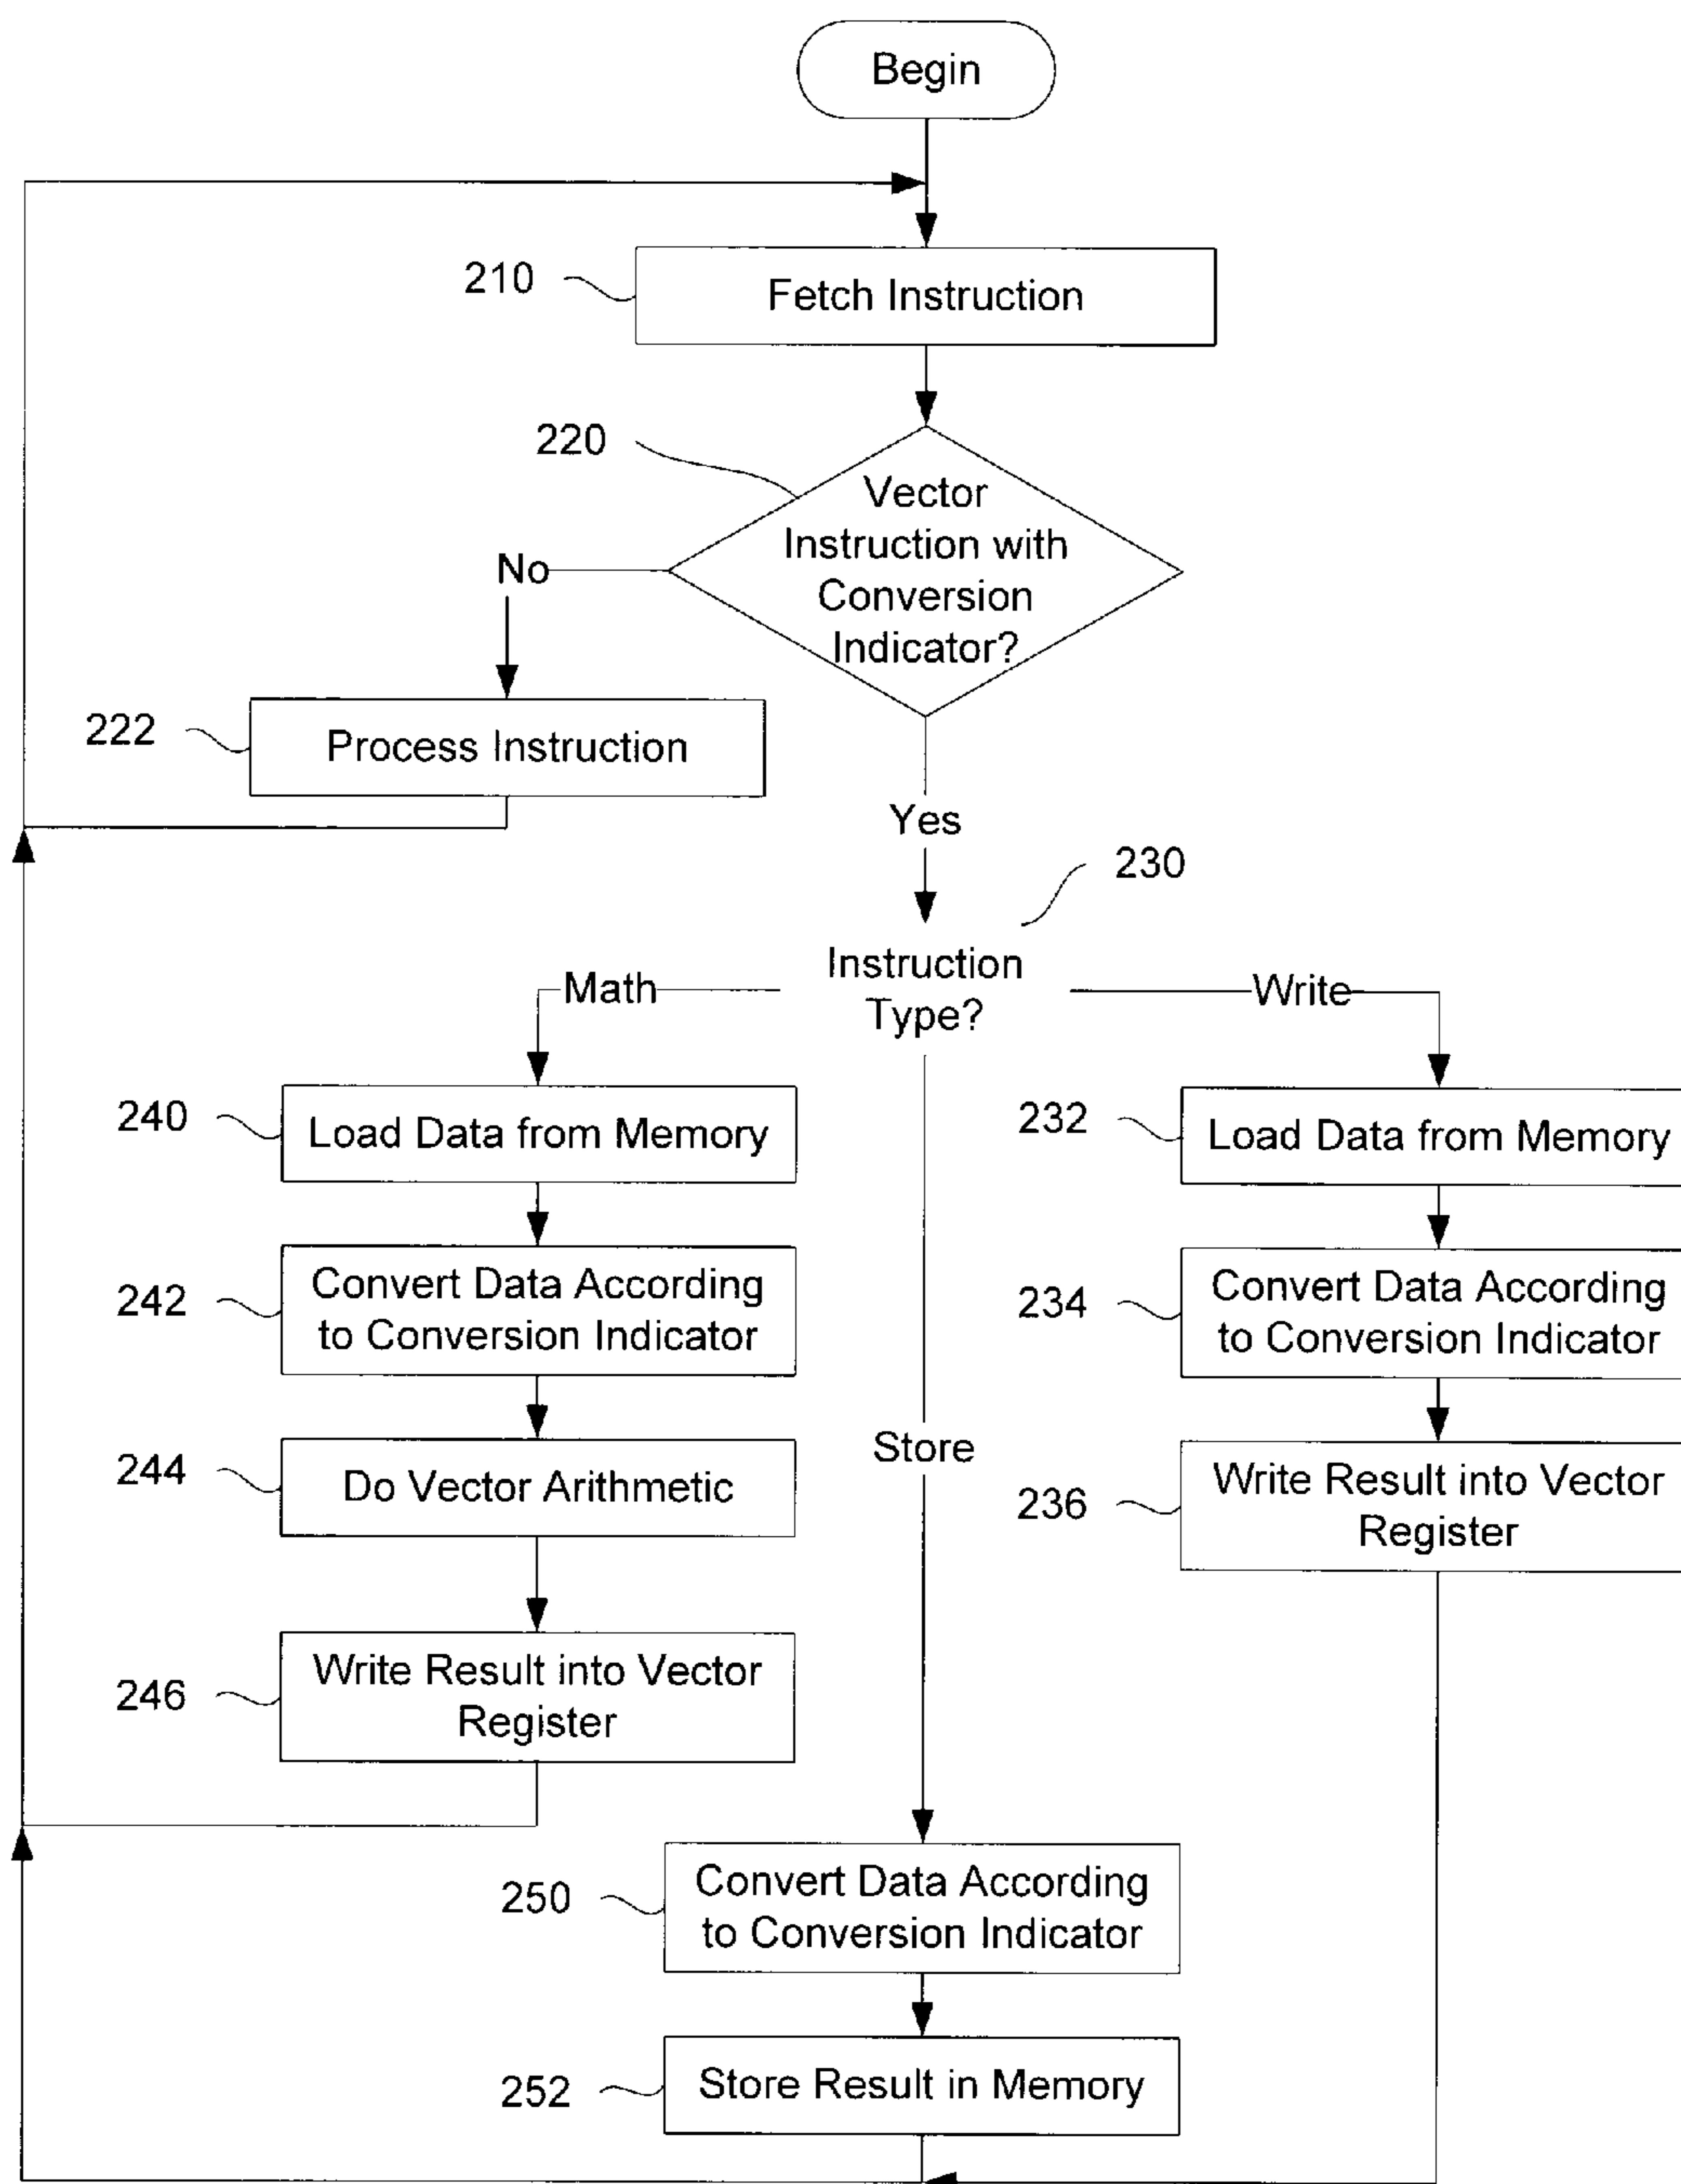 Begin
210
Fetch Instruction
220
Vector
Instruction with
Conversion
Indicator?
No
222
Process Instruction
Yes
230
Instruction
Type?
Math
Write
240
Load Data from Memory
232
Load Data from Memory
242
Convert Data According
to Conversion Indicator
234
Convert Data According
to Conversion Indicator
244
Do Vector Arithmetic
Store
236
Write Result into Vector
Register
246
Write Result into Vector
Register
250
Convert Data According
to Conversion Indicator
252
Store Result in Memory